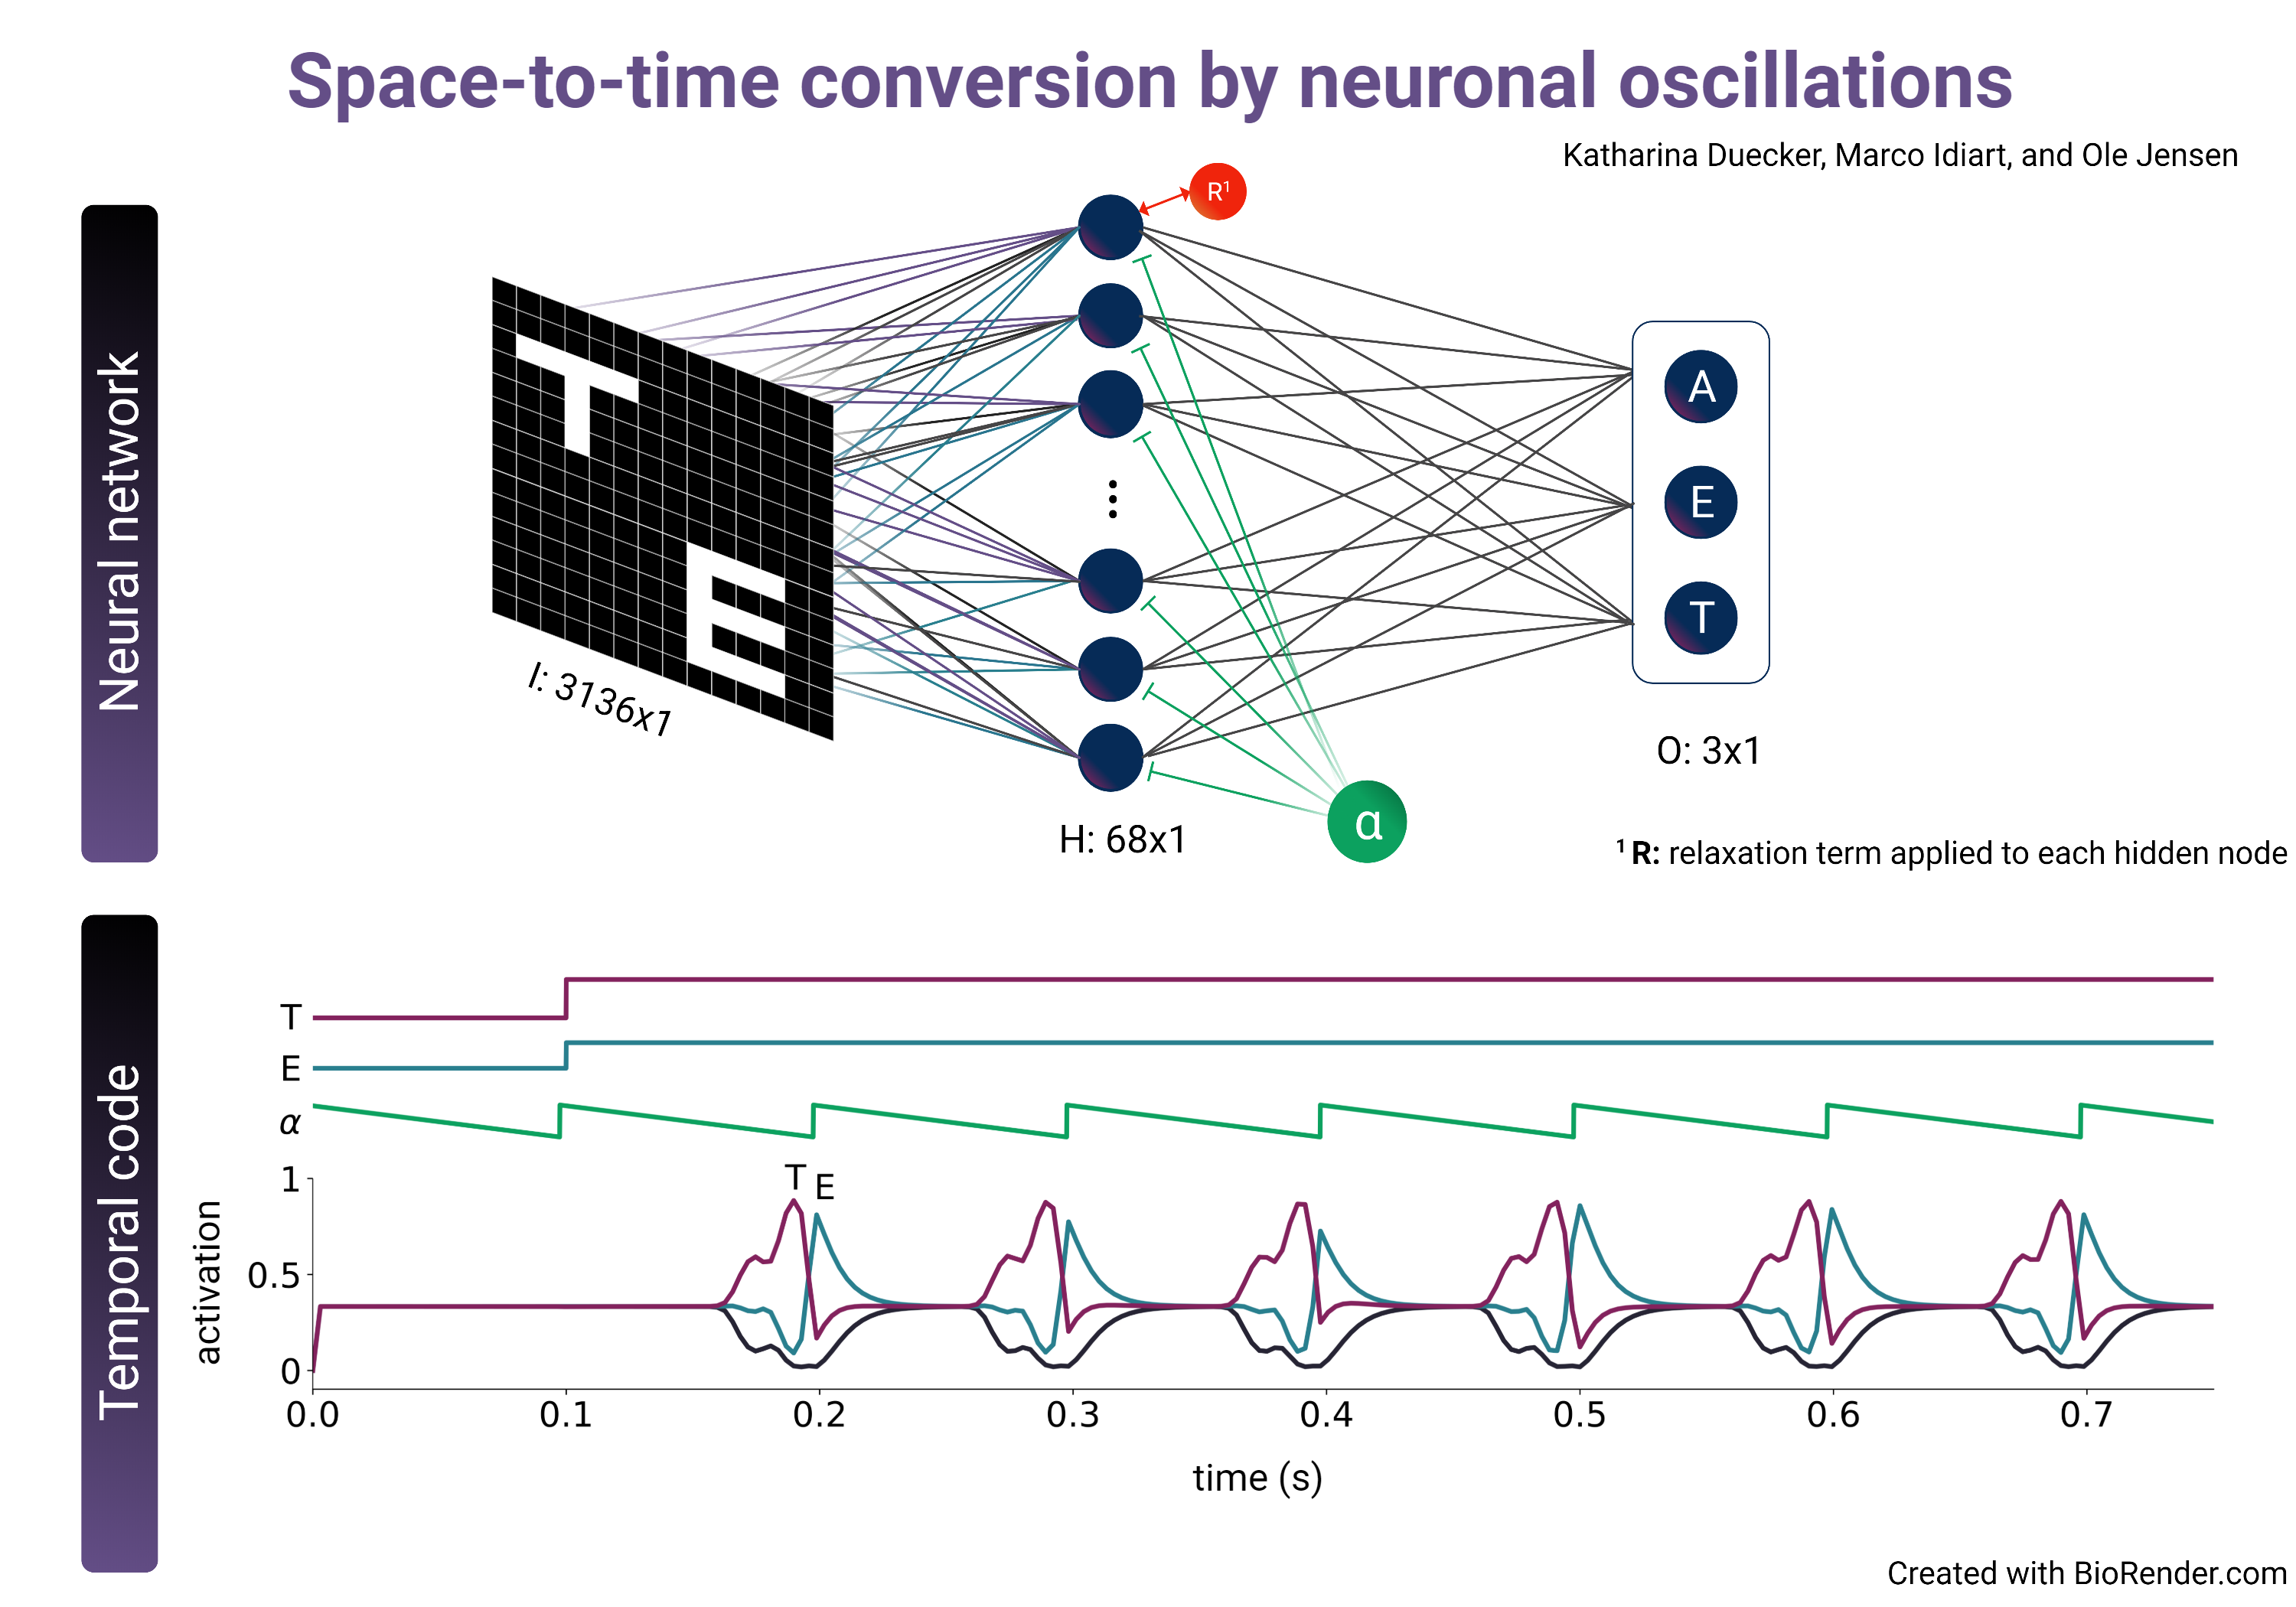 Space-to-time conversion by neuronal oscillations
Katharina Duecker, Marco Idiart, and Ole Jensen
Neural network
R¹
T
E
I: 3136x1
A
E
T
O: 3x1
H: 68x1
α
¹ R: relaxation term applied to each hidden node
Temporal code
T
E
α
T E
activation
1
0.5
0
0.0 0.1 0.2 0.3 0.4 0.5 0.6 0.7
time (s)
Created with BioRender.com